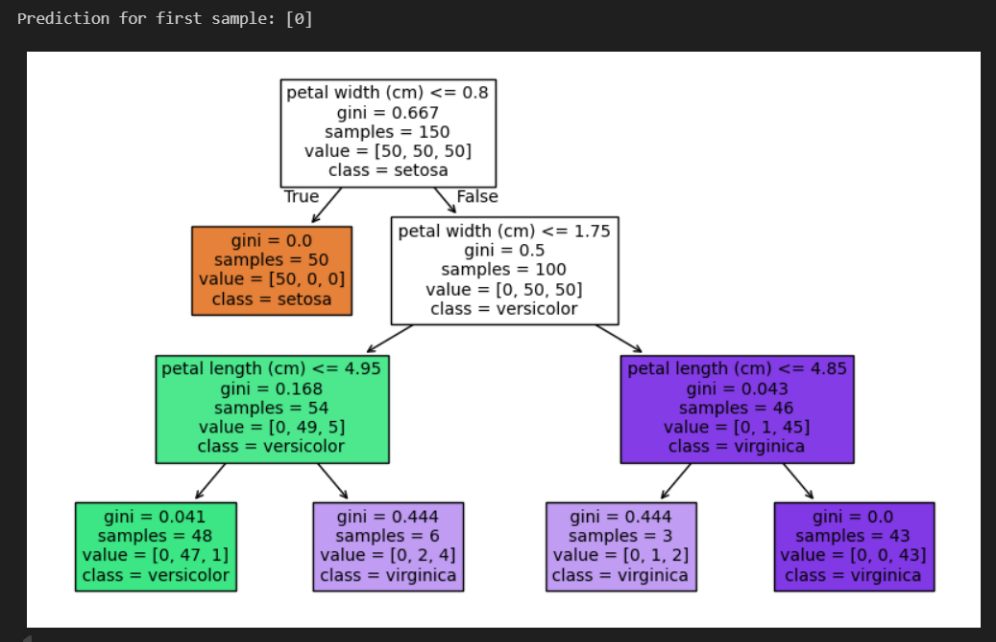 Prediction for first sample: [0]
petal width (cm) <= 0.8
gini = 0.667
samples = 150
value = [50, 50, 50]
class = setosa
True
False
gini = 0.0
samples = 50
value = [50, 0, 0]
class = setosa
petal width (cm) <= 1.75
gini = 0.5
samples = 100
value = [0, 50, 50]
class = versicolor
petal length (cm) <= 4.95
gini = 0.168
samples = 54
value = [0, 49, 5]
class = versicolor
petal length (cm) <= 4.85
gini = 0.043
samples = 46
value = [0, 1, 45]
class = virginica
gini = 0.041
samples = 48
value = [0, 47, 1]
class = versicolor
gini = 0.444
samples = 6
value = [0, 2, 4]
class = virginica
gini = 0.444
samples = 3
value = [0, 1, 2]
class = virginica
gini = 0.0
samples = 43
value = [0, 0, 43]
class = virginica